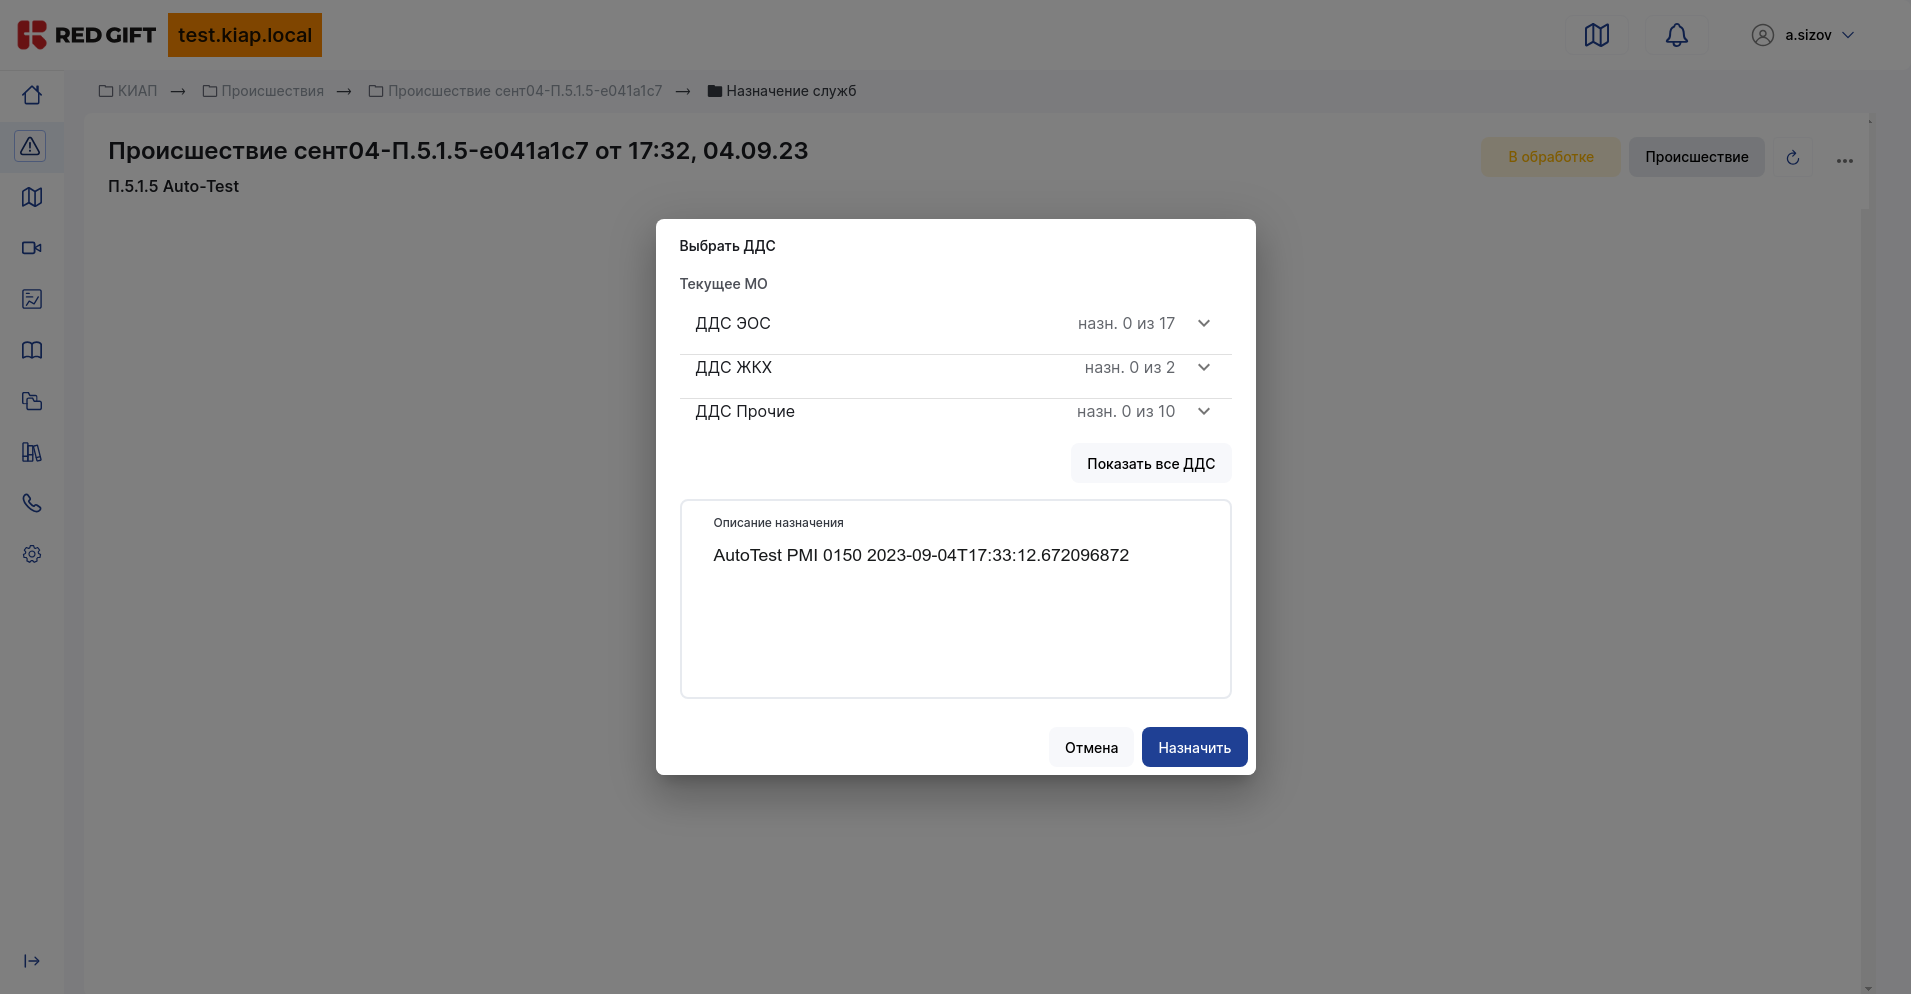 RED GIFT
test.kiap.local
a.sizov
КИАП → Происшествия → Происшествие сент04-П.5.1.5-e041a1c7 → Назначение служб
Происшествие сент04-П.5.1.5-e041a1c7 от 17:32, 04.09.23
В обработке
Происшествие
П.5.1.5 Auto-Test
Выбрать ДДС
Текущее МО
ДДС ЭОС назн. 0 из 17
ДДС ЖКХ назн. 0 из 2
ДДС Прочие назн. 0 из 10
Показать все ДДС
Описание назначения
AutoTest PMI 0150 2023-09-04T17:33:12.672096872
Отмена
Назначить